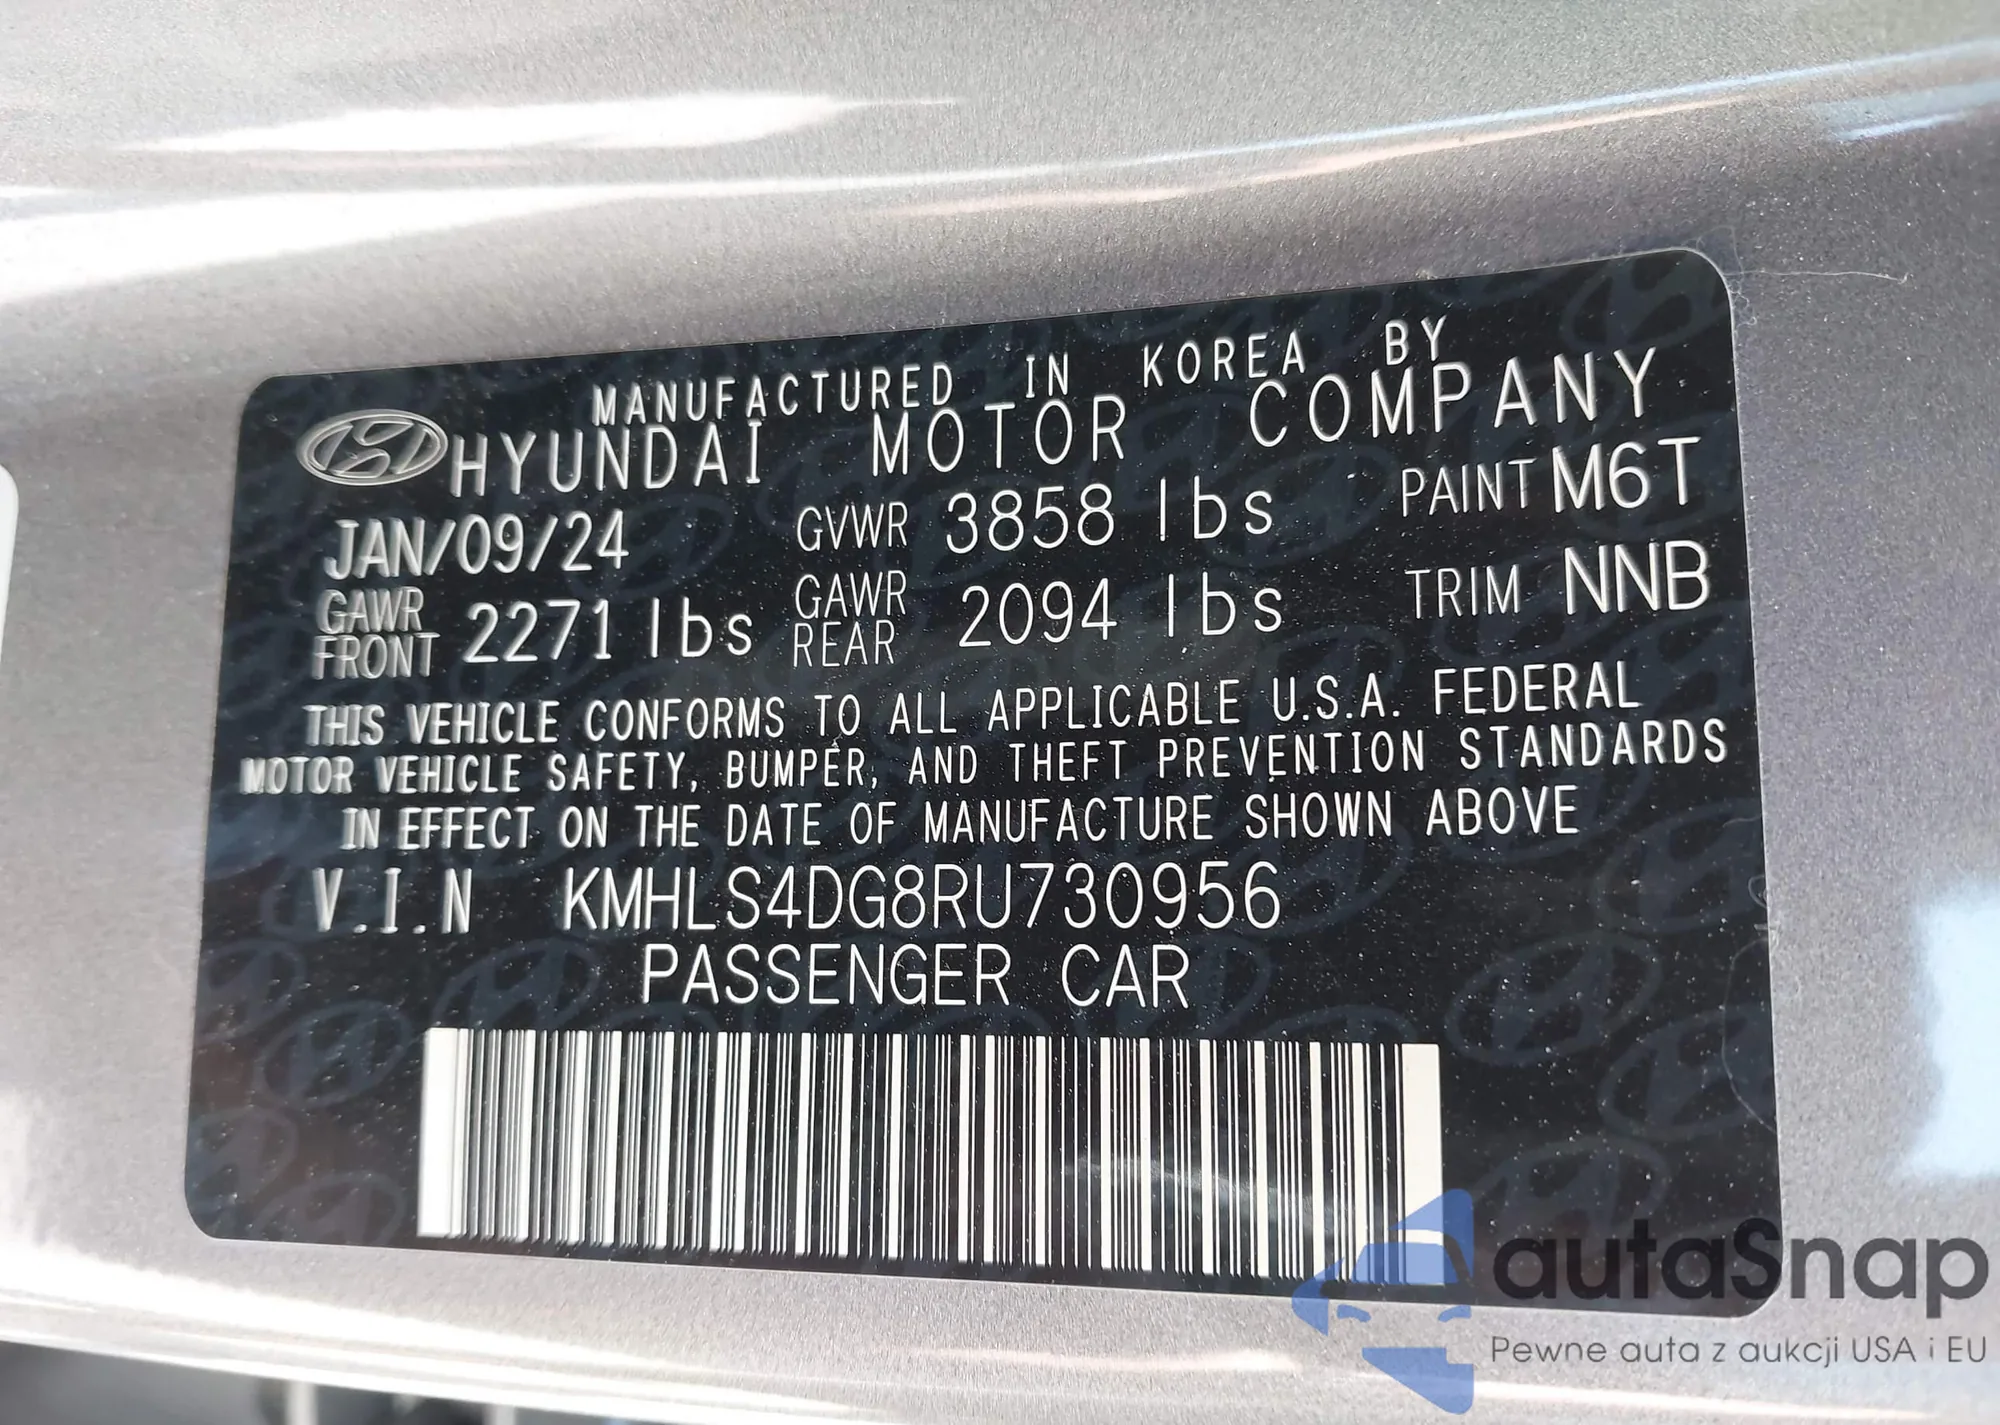 MANUFACTURED IN KOREA BY
HYUNDAI MOTOR COMPANY
JAN/09/24 GVWR 3858 lbs PAINT M6T
GAWR FRONT 2271 lbs GAWR REAR 2094 lbs TRIM NNB
THIS VEHICLE CONFORMS TO ALL APPLICABLE U.S.A. FEDERAL
MOTOR VEHICLE SAFETY, BUMPER, AND THEFT PREVENTION STANDARDS
IN EFFECT ON THE DATE OF MANUFACTURE SHOWN ABOVE
V.I.N KMHLS4DG8RU730956
PASSENGER CAR
autaSnap
Pewne auta z aukcji USA i EU